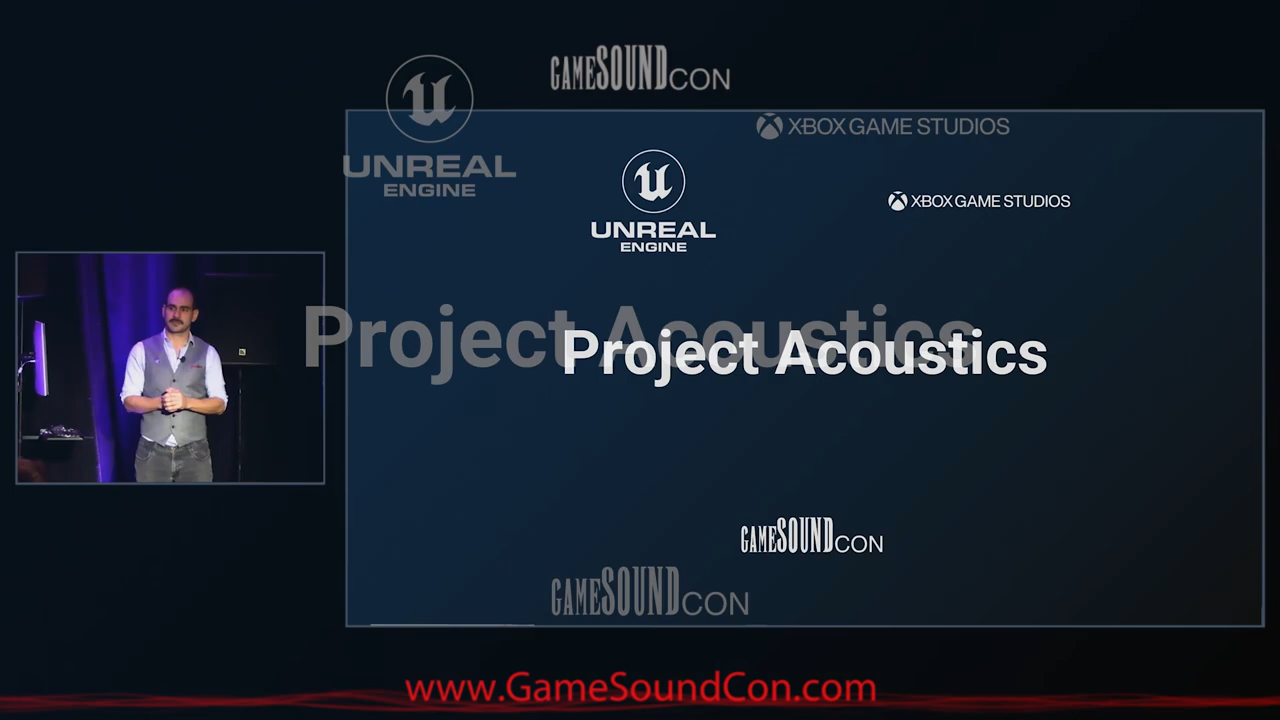 GAMESOUNDCON
UNREAL
ENGINE
XBOX GAME STUDIOS
UNREAL
ENGINE
XBOX GAME STUDIOS
Project Acoustics
Project Acoustics
GAMESOUNDCON
GAMESOUNDCON
www.GameSoundCon.com